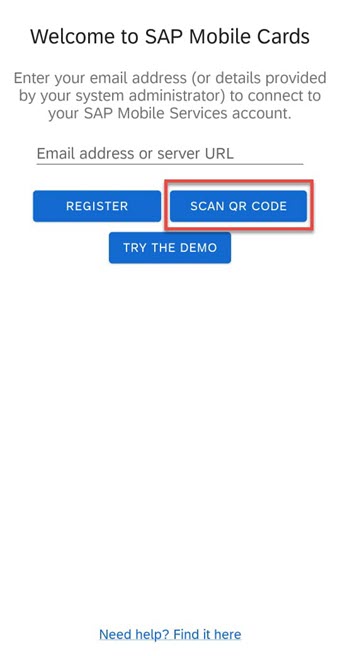 Welcome to SAP Mobile Cards
Enter your email address (or details provided
by your system administrator) to connect to
your SAP Mobile Services account.
Email address or server URL
REGISTER
SCAN QR CODE
TRY THE DEMO
Need help? Find it here